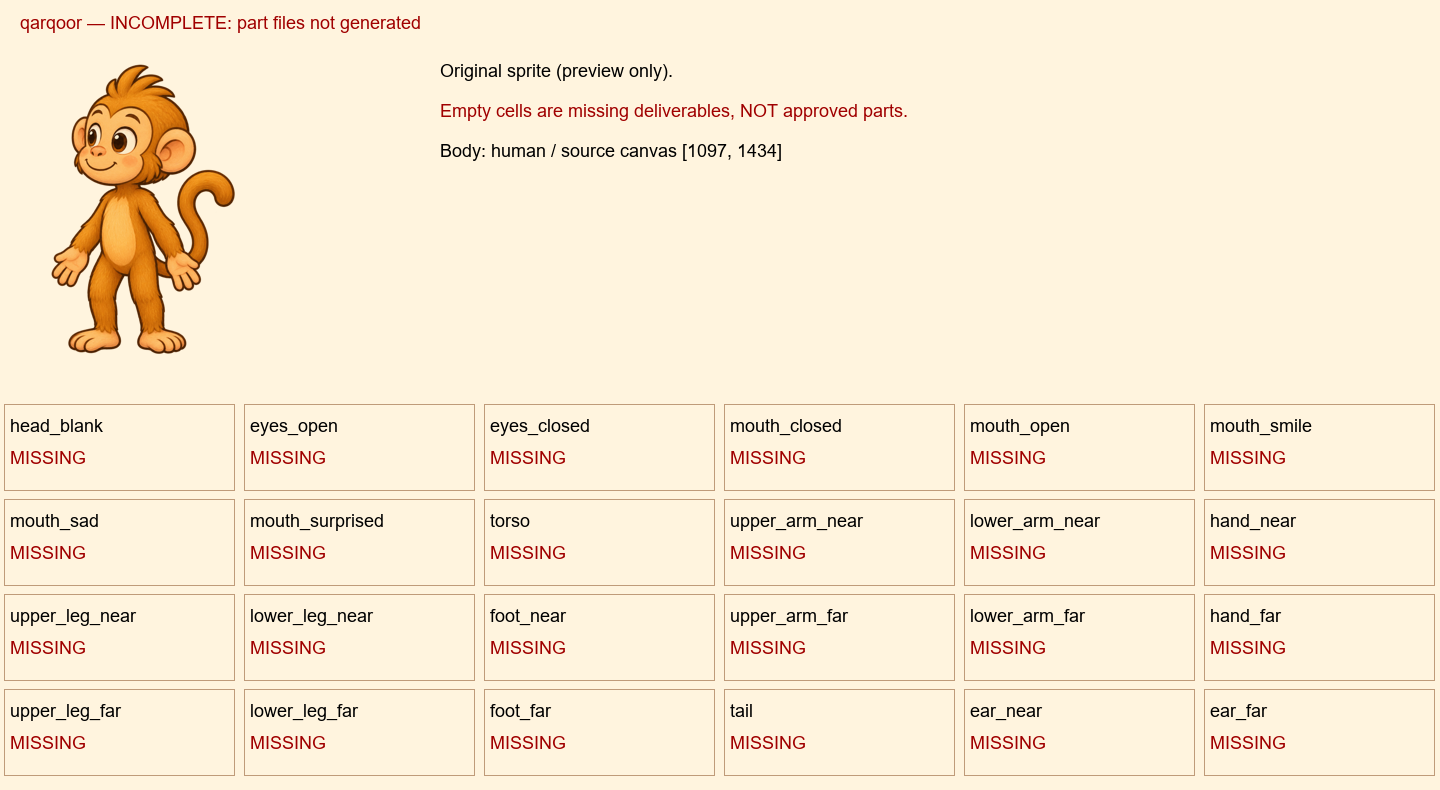 qarqoor — INCOMPLETE: part files not generated
Original sprite (preview only).
Empty cells are missing deliverables, NOT approved parts.
Body: human / source canvas [1097, 1434]
head_blank
MISSING
eyes_open
MISSING
eyes_closed
MISSING
mouth_closed
MISSING
mouth_open
MISSING
mouth_smile
MISSING
mouth_sad
MISSING
mouth_surprised
MISSING
torso
MISSING
upper_arm_near
MISSING
lower_arm_near
MISSING
hand_near
MISSING
upper_leg_near
MISSING
lower_leg_near
MISSING
foot_near
MISSING
upper_arm_far
MISSING
lower_arm_far
MISSING
hand_far
MISSING
upper_leg_far
MISSING
lower_leg_far
MISSING
foot_far
MISSING
tail
MISSING
ear_near
MISSING
ear_far
MISSING